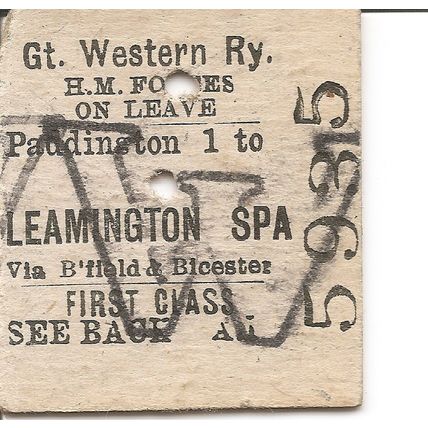 Gt. Western Ry.
H.M. FORCES
ON LEAVE
Paddington 1 to
LEAMINGTON SPA
Via B'field & Bicester
FIRST CLASS
SEE BACK
5935